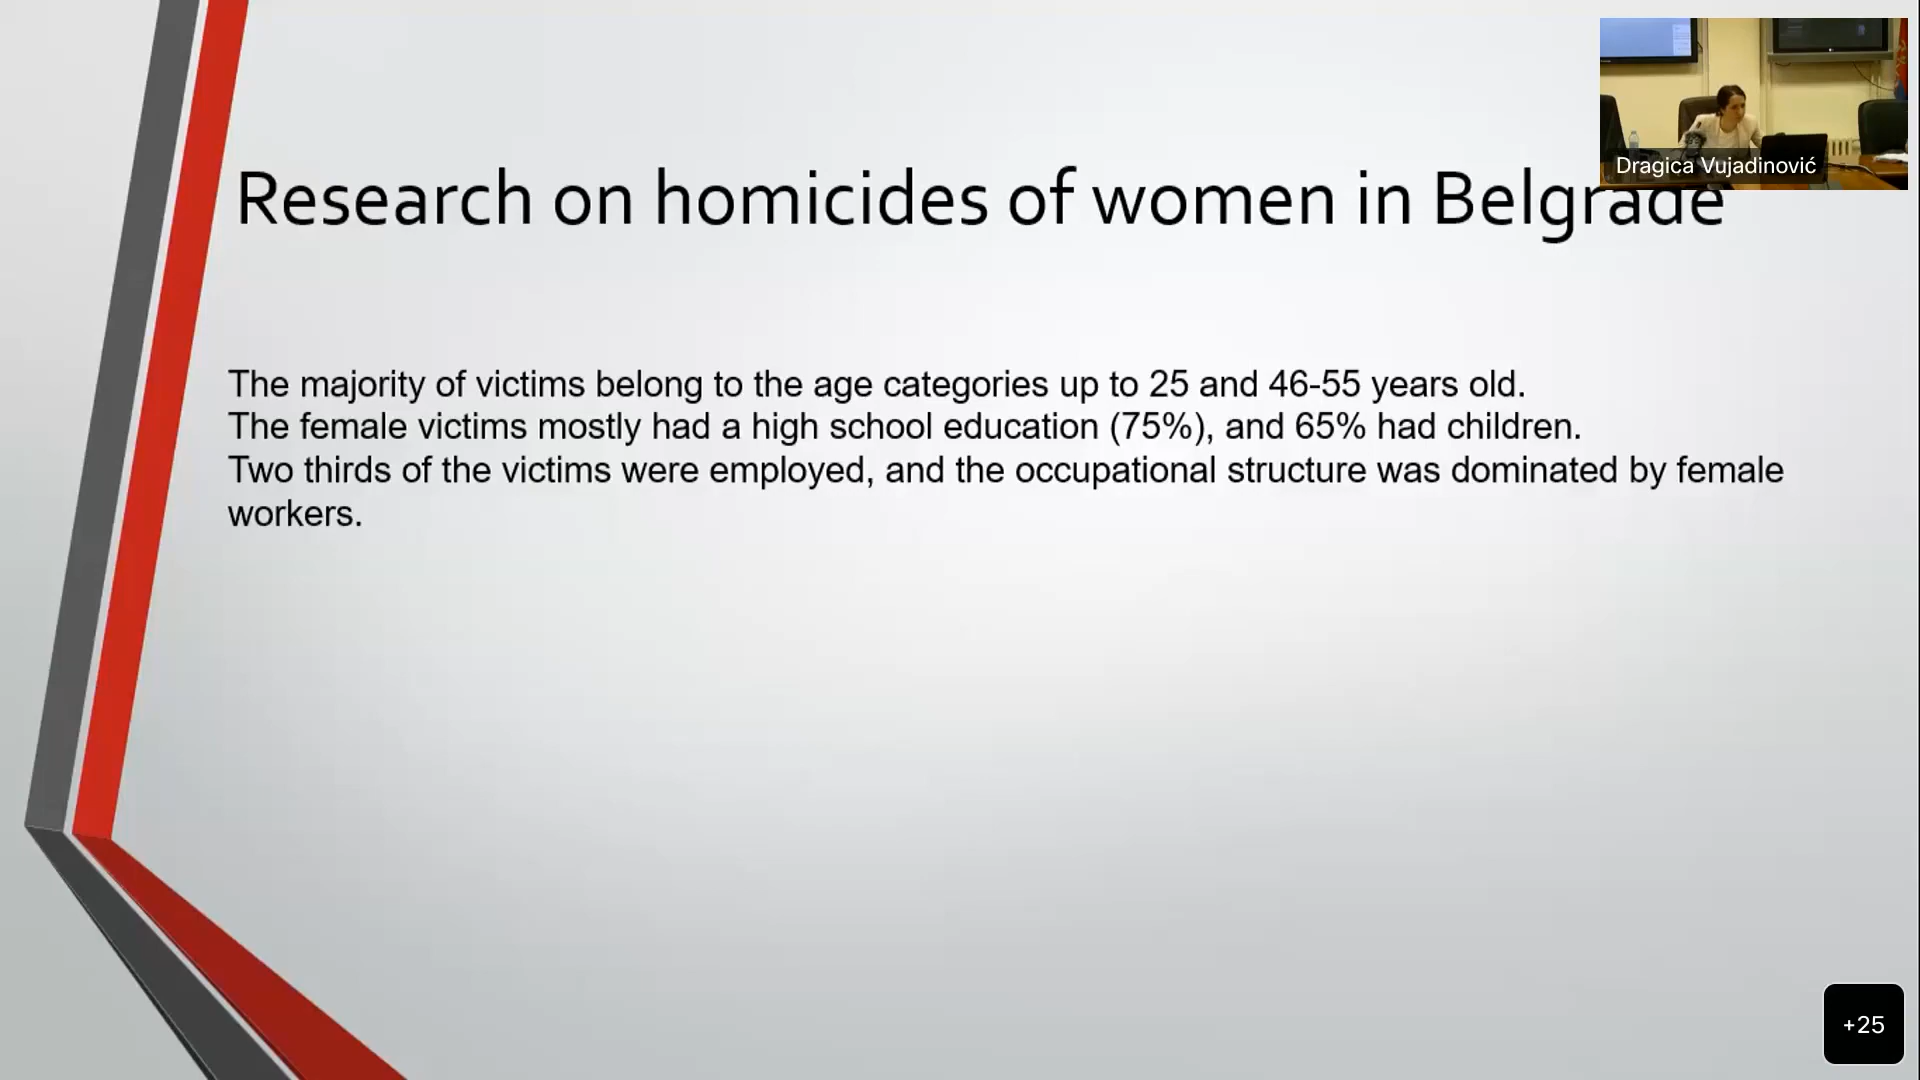 Dragica Vujadinović
Research on homicides of women in Belgrade
The majority of victims belong to the age categories up to 25 and 46-55 years old.
The female victims mostly had a high school education (75%), and 65% had children.
Two thirds of the victims were employed, and the occupational structure was dominated by female
workers.
+25